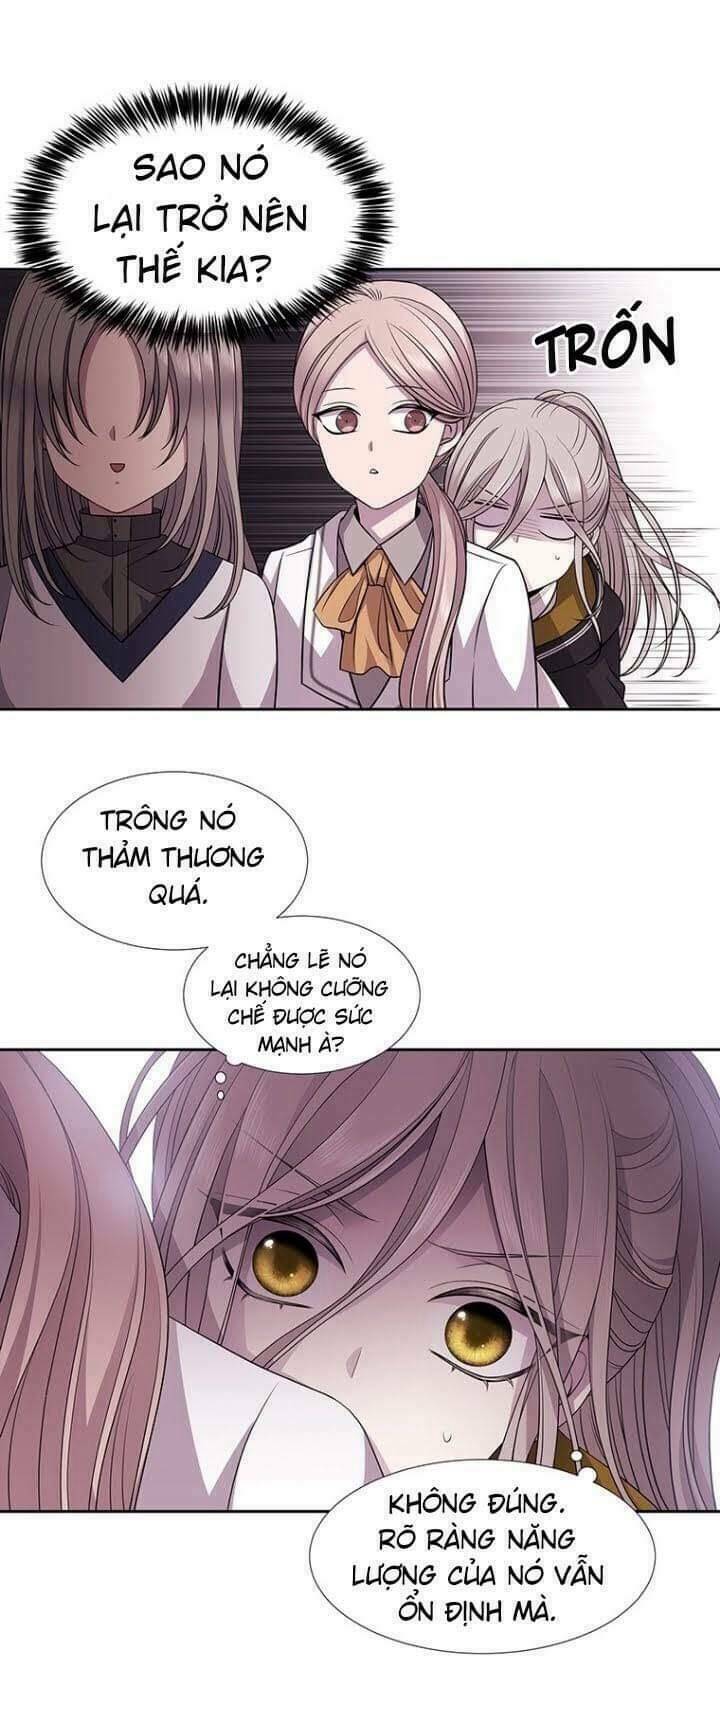 SAO NÓ
LẠI TRỞ NÊN
THẾ KIA?
TRỐN
TRÔNG NÓ
THẢM THƯƠNG
QUÁ.
CHẲNG LẼ NÓ
LẠI KHÔNG CƯỠNG
CHẾ ĐƯỢC SỨC
MẠNH À?
KHÔNG ĐÚNG.
RÕ RÀNG NĂNG
LƯỢNG CỦA NÓ VẪN
ỔN ĐỊNH MÀ.